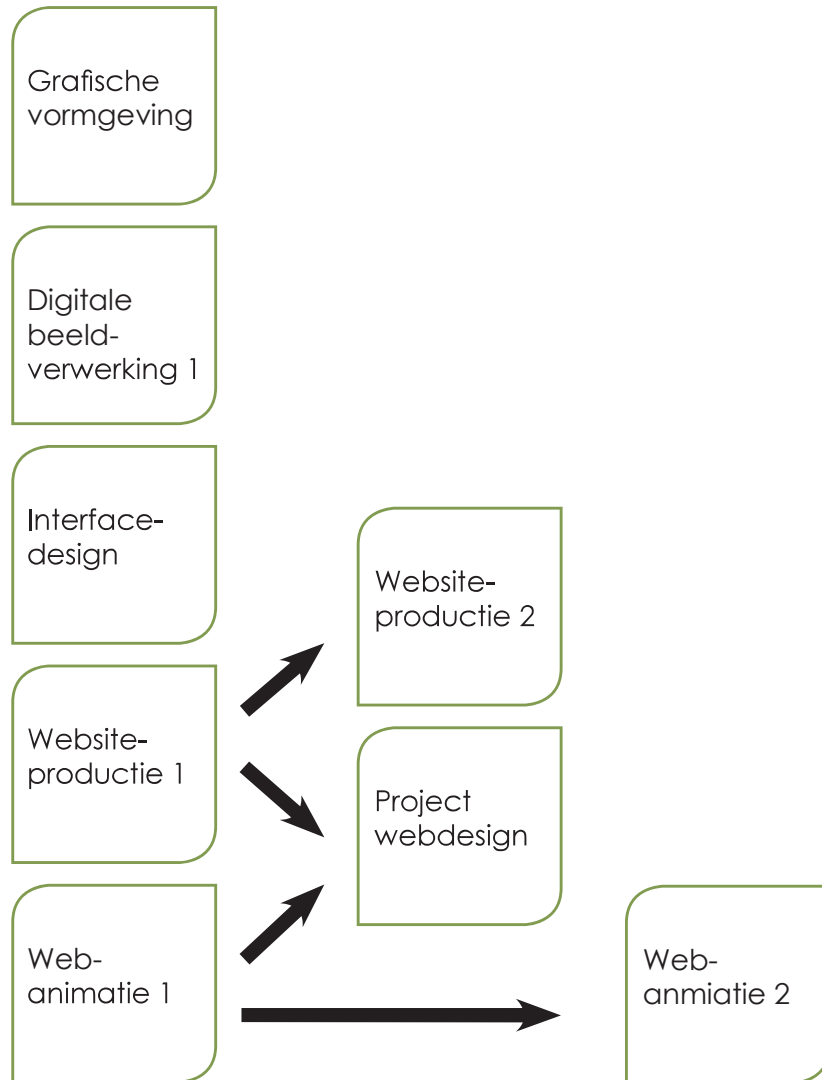 Grafische
vormgeving
Digitale
beeld-
verwerking 1
Interface-
design
Website-
productie 2
Website-
productie 1
Project
webdesign
Web-
animatie 1
Web-
anmiatie 2